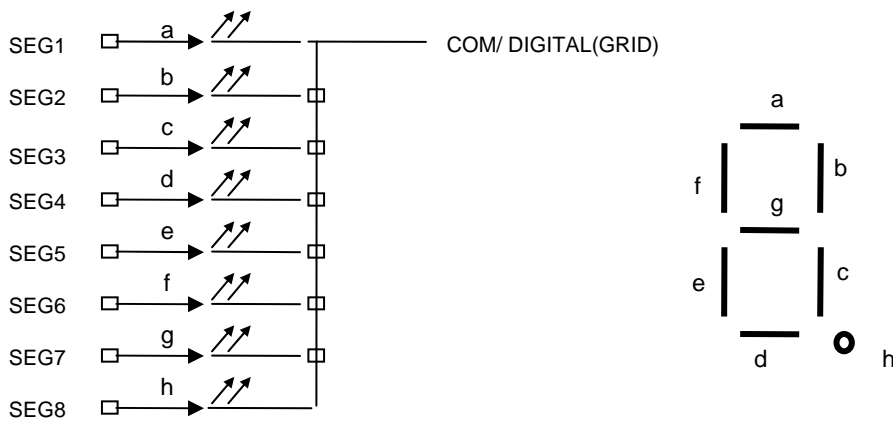 SEG1 a COM/ DIGITAL(GRID)
SEG2 b
SEG3 c
SEG4 d
SEG5 e
SEG6 f
SEG7 g
SEG8 h
a
f b
g
e c
d h